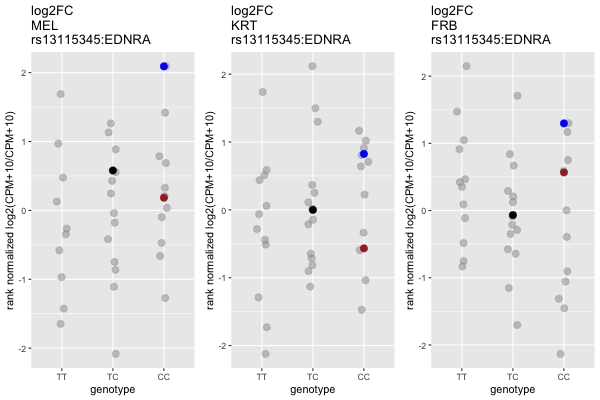 log2FC
MEL
rs13115345:EDNRA
rank normalized log2(CPM+10/CPM+10)
2
1
0
-1
-2
TT TC CC
genotype
log2FC
KRT
rs13115345:EDNRA
rank normalized log2(CPM+10/CPM+10)
2
1
0
-1
-2
TT TC CC
genotype
log2FC
FRB
rs13115345:EDNRA
rank normalized log2(CPM+10/CPM+10)
2
1
0
-1
-2
TT TC CC
genotype